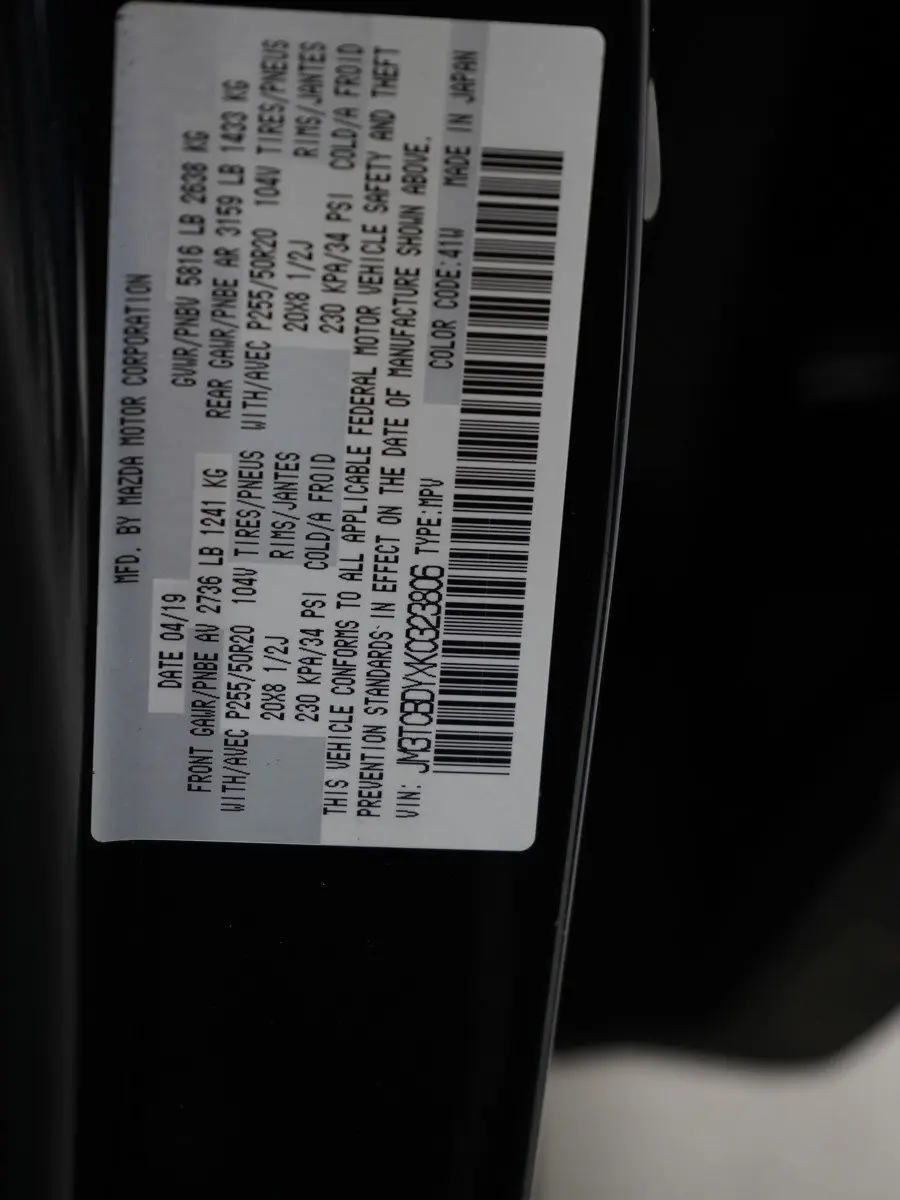 MFD. BY MAZDA MOTOR CORPORATION
DATE 04/19 GVWR/PNBV 5816 LB 2638 KG
FRONT GAWR/PNBE AV 2736 LB 1241 KG REAR GAWR/PNBE AR 3159 LB 1433 KG
WITH/AVEC P255/50R20 104V TIRES/PNEUS WITH/AVEC P255/50R20 104V TIRES/PNEUS
20X8 1/2J RIMS/JANTES 20X8 1/2J RIMS/JANTES
230 KPA/34 PSI COLD/A FROID 230 KPA/34 PSI COLD/A FROID
THIS VEHICLE CONFORMS TO ALL APPLICABLE FEDERAL MOTOR VEHICLE SAFETY AND THEFT
PREVENTION STANDARDS IN EFFECT ON THE DATE OF MANUFACTURE SHOWN ABOVE.
VIN: JM3TCBDYXK0323806 TYPE:MPV COLOR CODE:41W MADE IN JAPAN